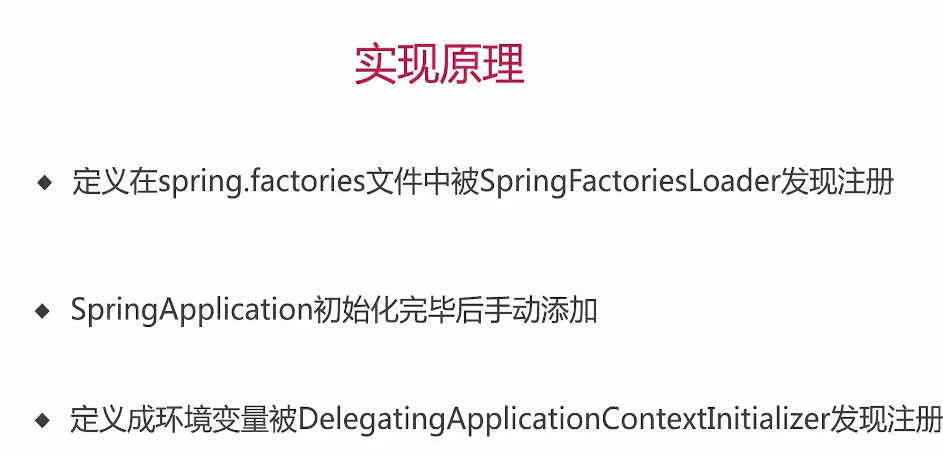 实现原理
◆ 定义在spring.factories文件中被SpringFactoriesLoader发现注册
◆ SpringApplication初始化完毕后手动添加
◆ 定义成环境变量被DelegatingApplicationContextInitializer发现注册